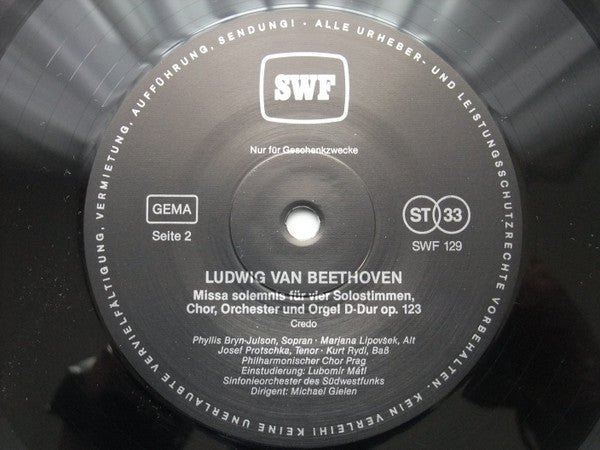 ALLE URHEBER- UND LEISTUNGSSCHUTZRECHTE VORBEHALTEN. KEIN VERLEIH! KEINE UNERLAUBTE VERVIELFÄLTIGUNG, VERMIETUNG, AUFFÜHRUNG, SENDUNG! ·
SWF
Nur für Geschenkzwecke
GEMA
ST 33
Seite 2
SWF 129
LUDWIG VAN BEETHOVEN
Missa solemnis für vier Solostimmen,
Chor, Orchester und Orgel D-Dur op. 123
Credo
Phyllis Bryn-Julson, Sopran · Marjana Lipovšek, Alt
Josef Protschka, Tenor · Kurt Rydl, Baß
Philharmonischer Chor Prag
Einstudierung: Lubomír Mátl
Sinfonieorchester des Südwestfunks
Dirigent: Michael Gielen